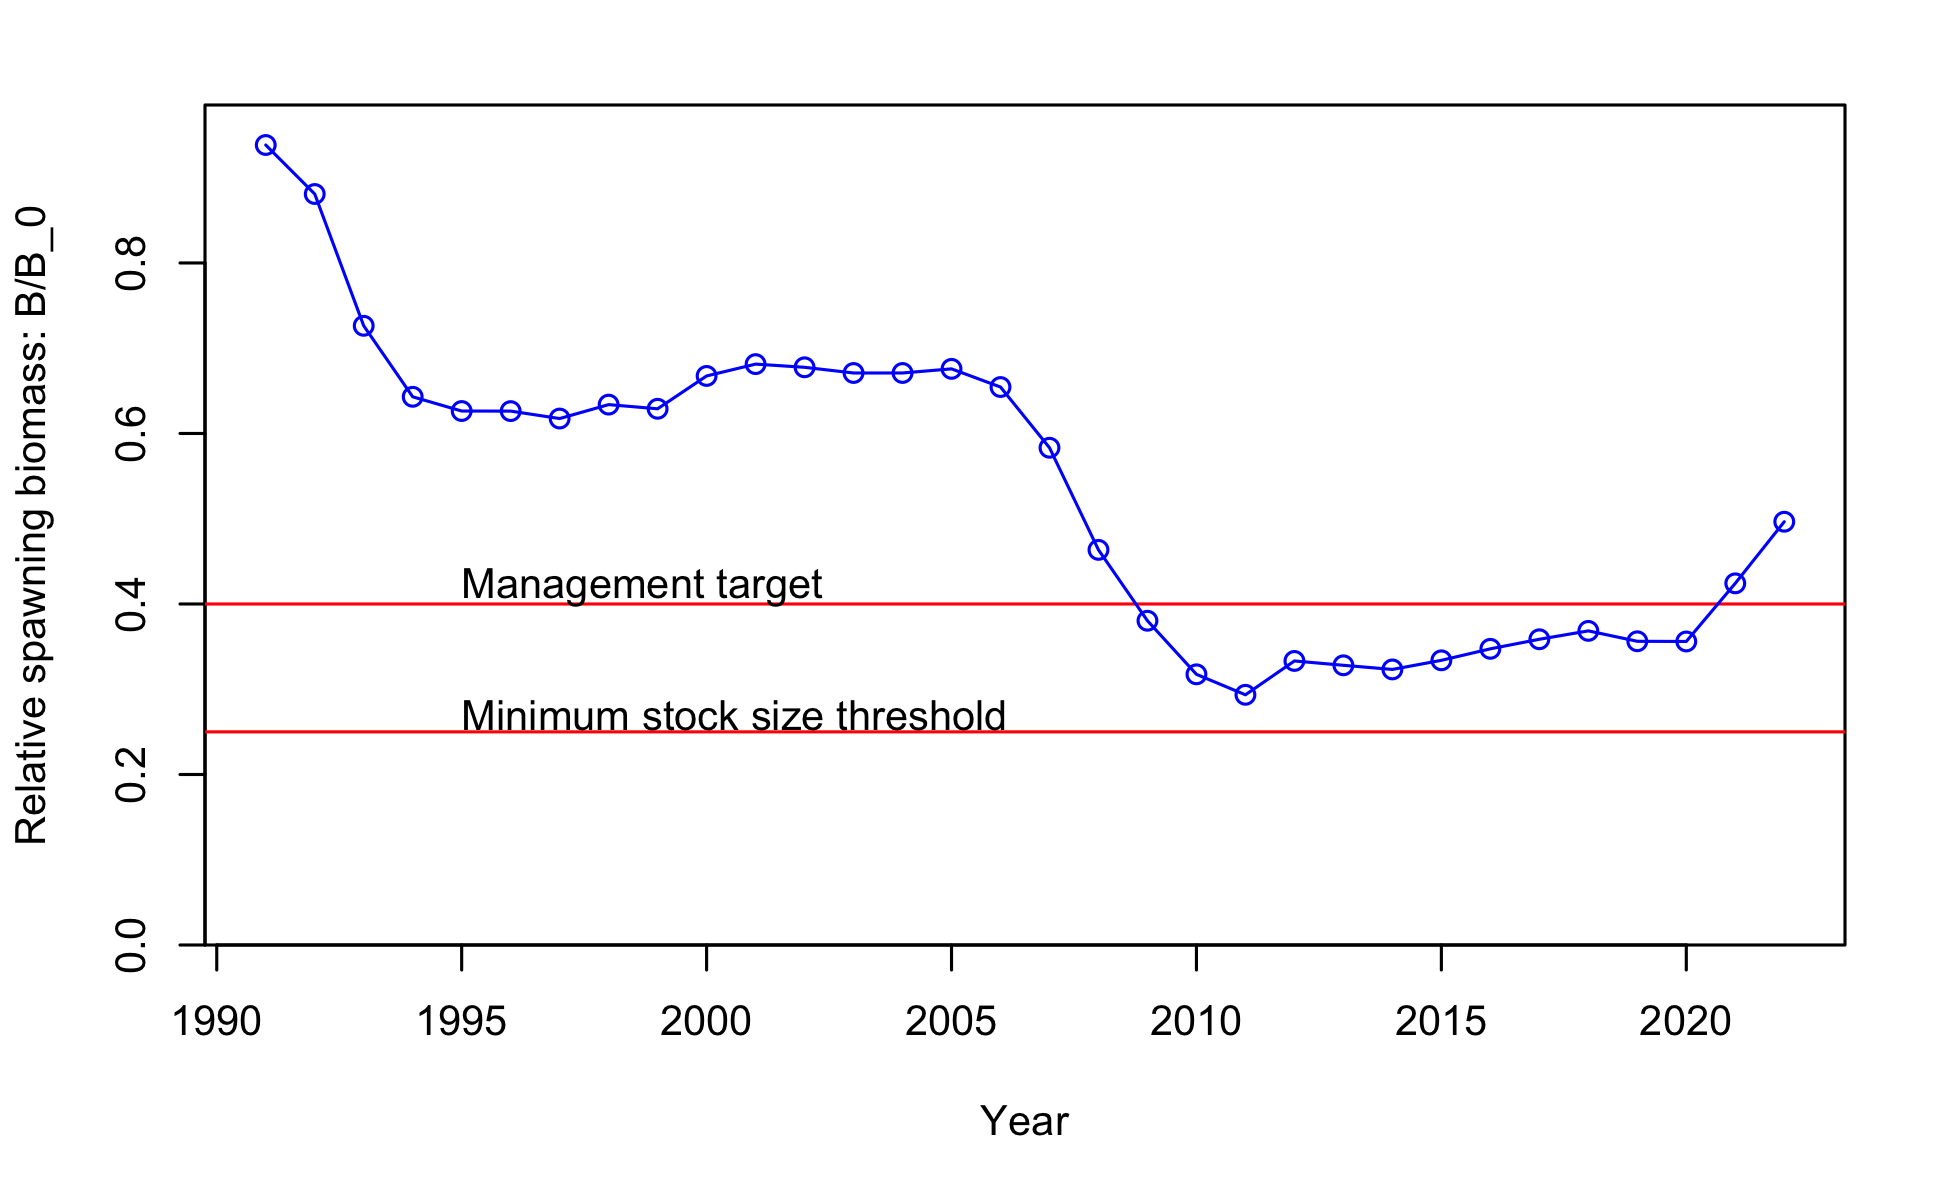 Relative spawning biomass: B/B_0
0.8
0.6
0.4
0.2
0.0
Management target
Minimum stock size threshold
1990 1995 2000 2005 2010 2015 2020
Year